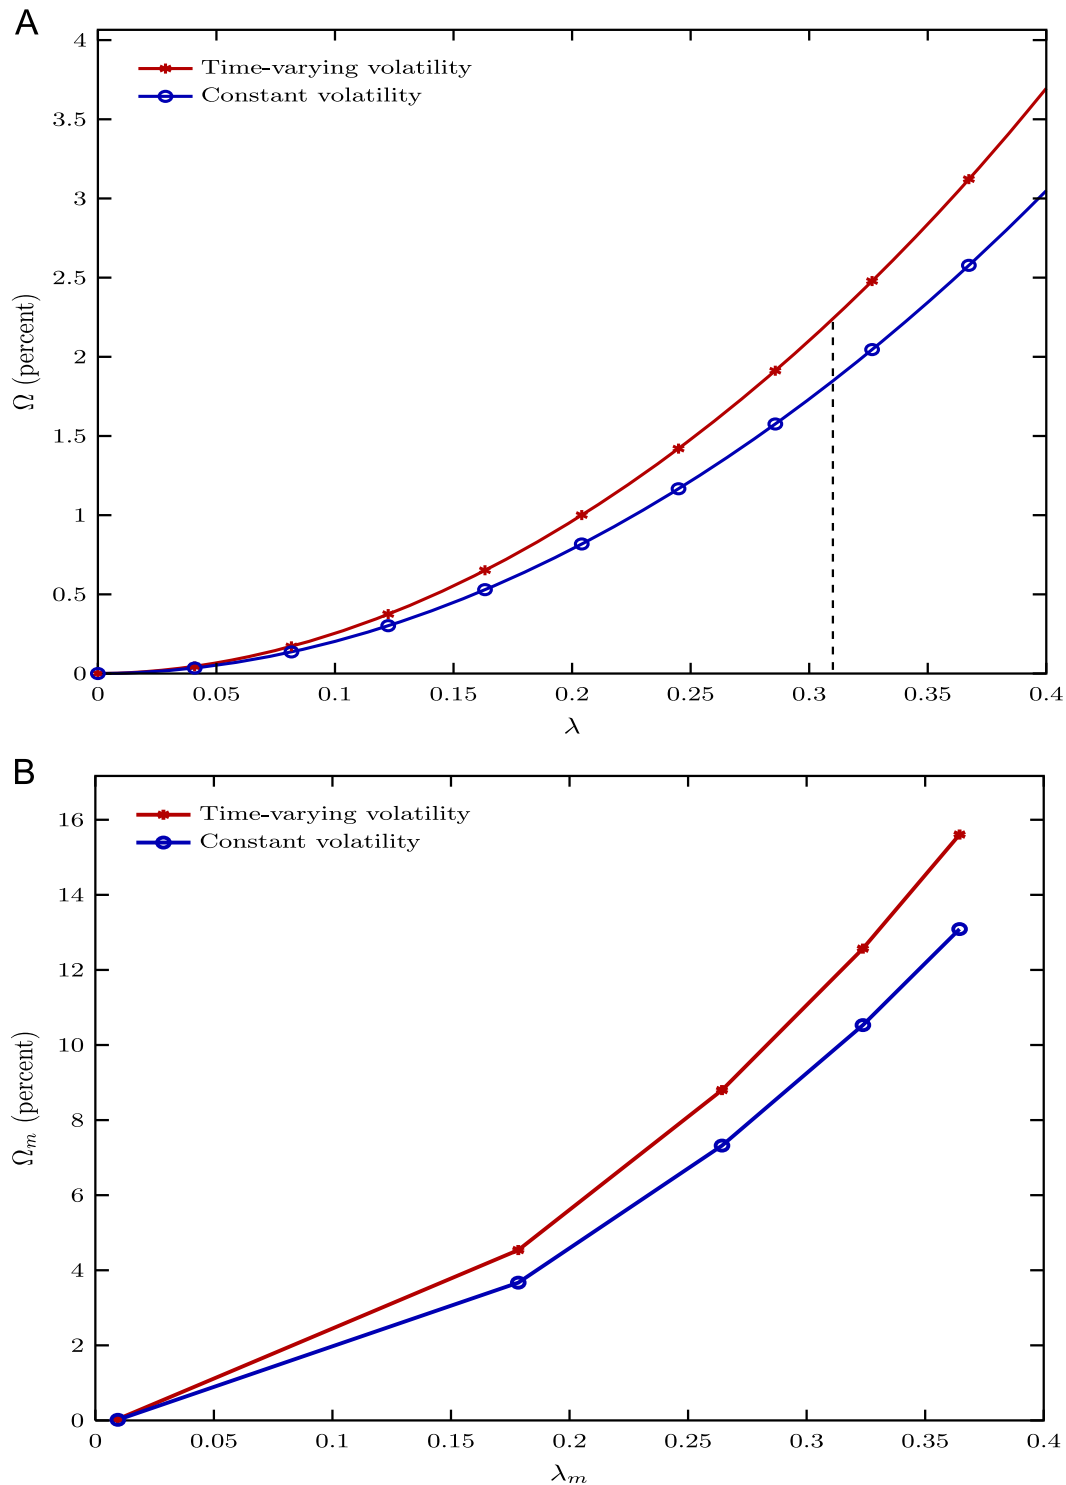 A
4
3.5
3
2.5
2
1.5
1
0.5
0
Ω (percent)
Time-varying volatility
Constant volatility
0 0.05 0.1 0.15 0.2 0.25 0.3 0.35 0.4
λ
B
16
14
12
10
8
6
4
2
0
Ωₘ (percent)
Time-varying volatility
Constant volatility
0 0.05 0.1 0.15 0.2 0.25 0.3 0.35 0.4
λₘ